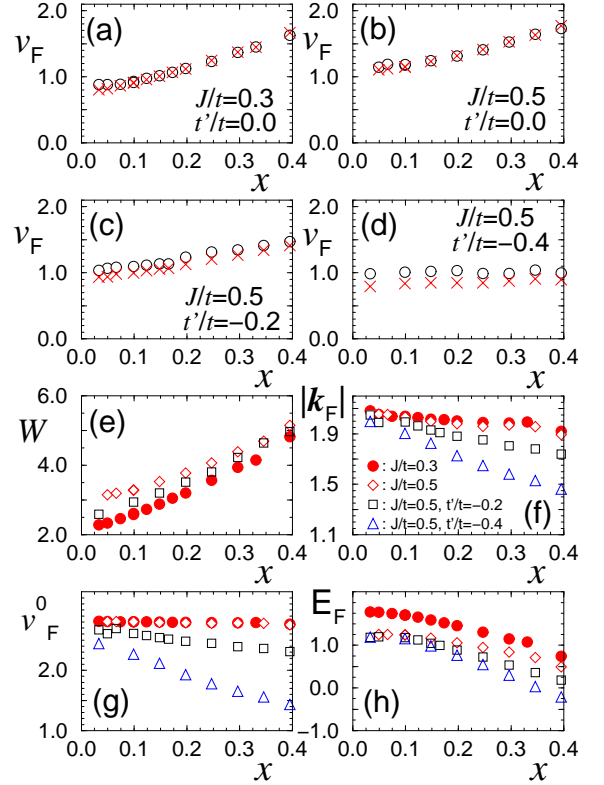 (a)
v_F
2.0
1.0
0.0
J/t=0.3
t'/t=0.0
0.0 0.1 0.2 0.3 0.4
x
(b)
v_F
2.0
1.0
0.0
J/t=0.5
t'/t=0.0
0.0 0.1 0.2 0.3 0.4
x
(c)
v_F
2.0
1.0
0.0
J/t=0.5
t'/t=−0.2
0.0 0.1 0.2 0.3 0.4
x
(d)
v_F
2.0
1.0
0.0
J/t=0.5
t'/t=−0.4
0.0 0.1 0.2 0.3 0.4
x
(e)
W
6.0
4.0
2.0
0.0 0.1 0.2 0.3 0.4
x
|k_F|
1.9
1.5
1.1
: J/t=0.3
: J/t=0.5
: J/t=0.5, t'/t=−0.2
: J/t=0.5, t'/t=−0.4
(f)
0.0 0.1 0.2 0.3 0.4
x
v_F^0
2.0
1.0
(g)
0.0 0.1 0.2 0.3 0.4
x
E_F
1.0
0.0
−1.0
(h)
0.0 0.1 0.2 0.3 0.4
x